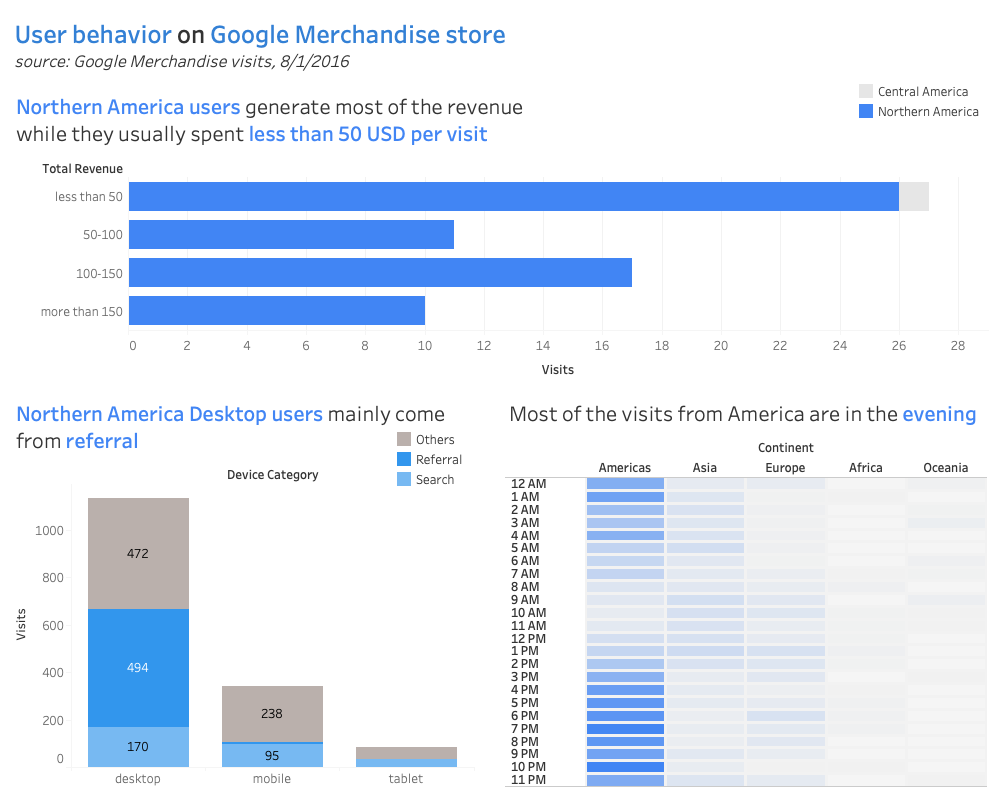 User behavior on Google Merchandise store
source: Google Merchandise visits, 8/1/2016
Northern America users generate most of the revenue
while they usually spent less than 50 USD per visit
Central America
Northern America
Total Revenue
less than 50
50-100
100-150
more than 150
0 2 4 6 8 10 12 14 16 18 20 22 24 26 28
Visits
Northern America Desktop users mainly come
from referral
Others
Referral
Search
Device Category
Visits
1000
800
600
400
200
0
472
494
170
238
95
desktop mobile tablet
Most of the visits from America are in the evening
Continent
Americas Asia Europe Africa Oceania
12 AM
1 AM
2 AM
3 AM
4 AM
5 AM
6 AM
7 AM
8 AM
9 AM
10 AM
11 AM
12 PM
1 PM
2 PM
3 PM
4 PM
5 PM
6 PM
7 PM
8 PM
9 PM
10 PM
11 PM